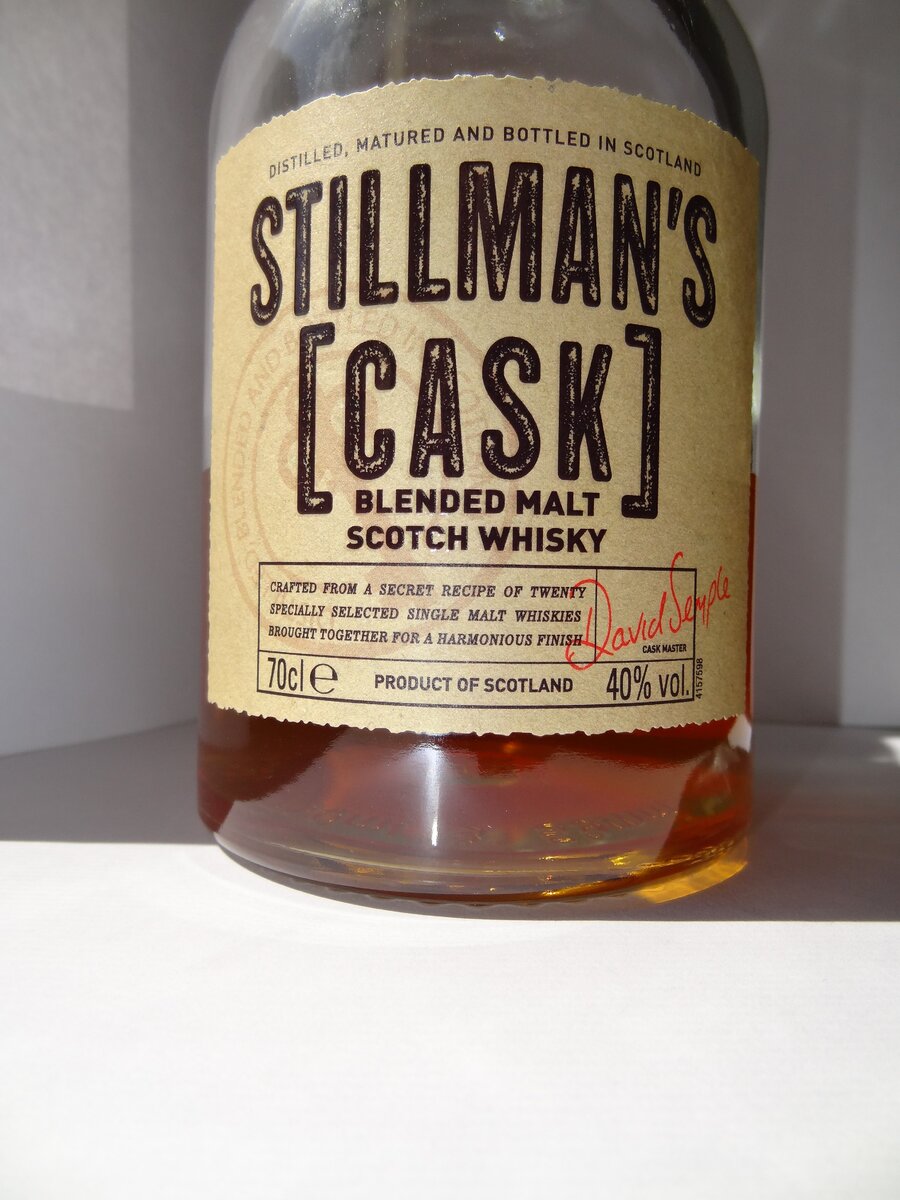 DISTILLED, MATURED AND BOTTLED IN SCOTLAND
STILLMAN'S
[CASK]
BLENDED MALT
SCOTCH WHISKY
CRAFTED FROM A SECRET RECIPE OF TWENTY
SPECIALLY SELECTED SINGLE MALT WHISKIES
BROUGHT TOGETHER FOR A HARMONIOUS FINISH
David Semple
CASK MASTER
70cl e
PRODUCT OF SCOTLAND
40% vol.
4157598